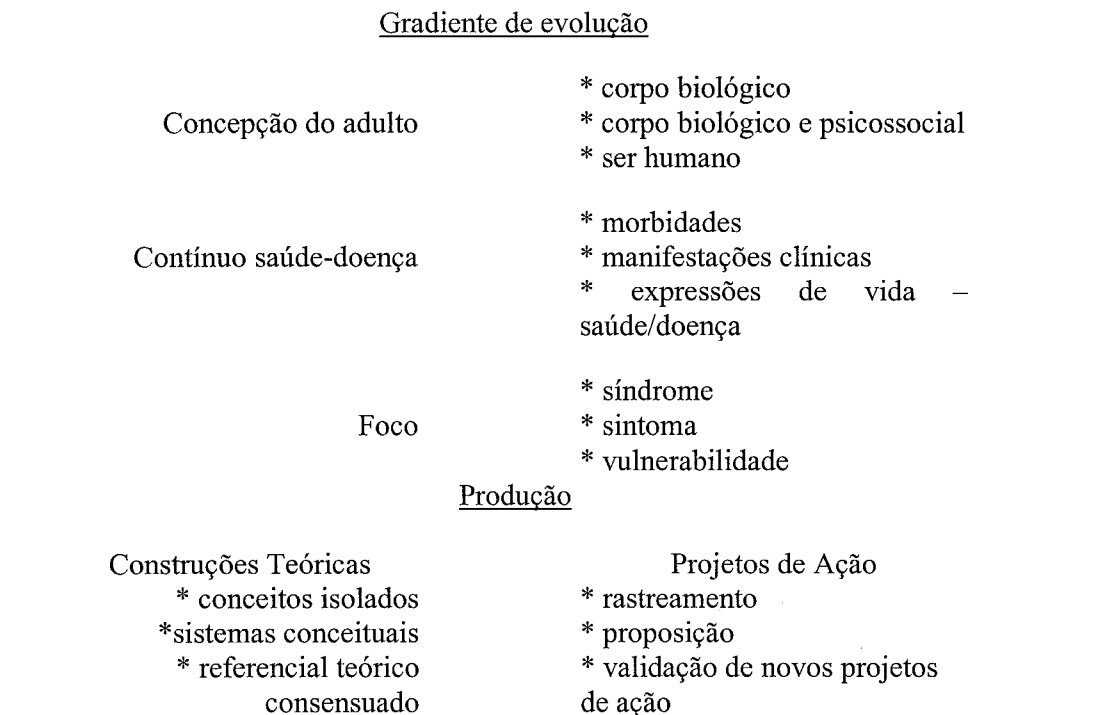 Gradiente de evolução
* corpo biológico
Concepção do adulto * corpo biológico e psicossocial
* ser humano
* morbidades
Contínuo saúde-doença * manifestações clínicas
* expressões de vida –
saúde/doença
* síndrome
Foco * sintoma
* vulnerabilidade
Produção
Construções Teóricas Projetos de Ação
* conceitos isolados * rastreamento
*sistemas conceituais * proposição
* referencial teórico * validação de novos projetos
consensuado de ação